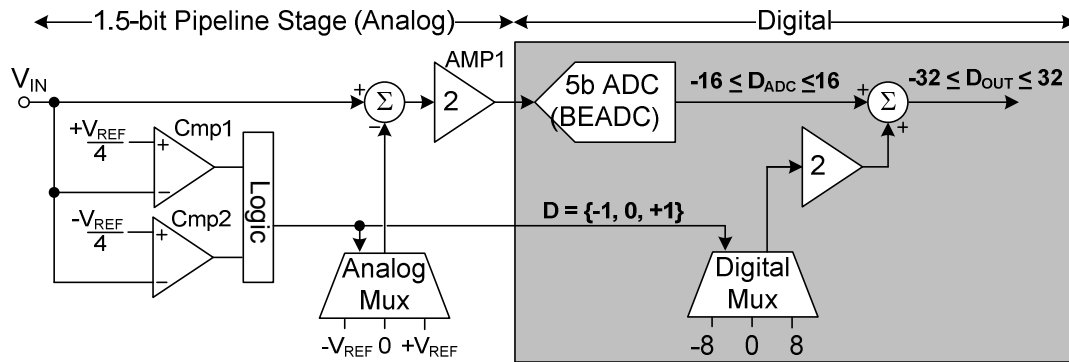 1.5-bit Pipeline Stage (Analog)
Digital
V_IN
AMP1
+
Σ
−
2
5b ADC
(BEADC)
-16 ≤ D_ADC ≤16
+
Σ
+
-32 ≤ D_OUT ≤ 32
+V_REF
4
+
−
Cmp1
-V_REF
4
+
−
Cmp2
Logic
2
D = {-1, 0, +1}
Analog
Mux
-V_REF 0 +V_REF
Digital
Mux
-8 0 8